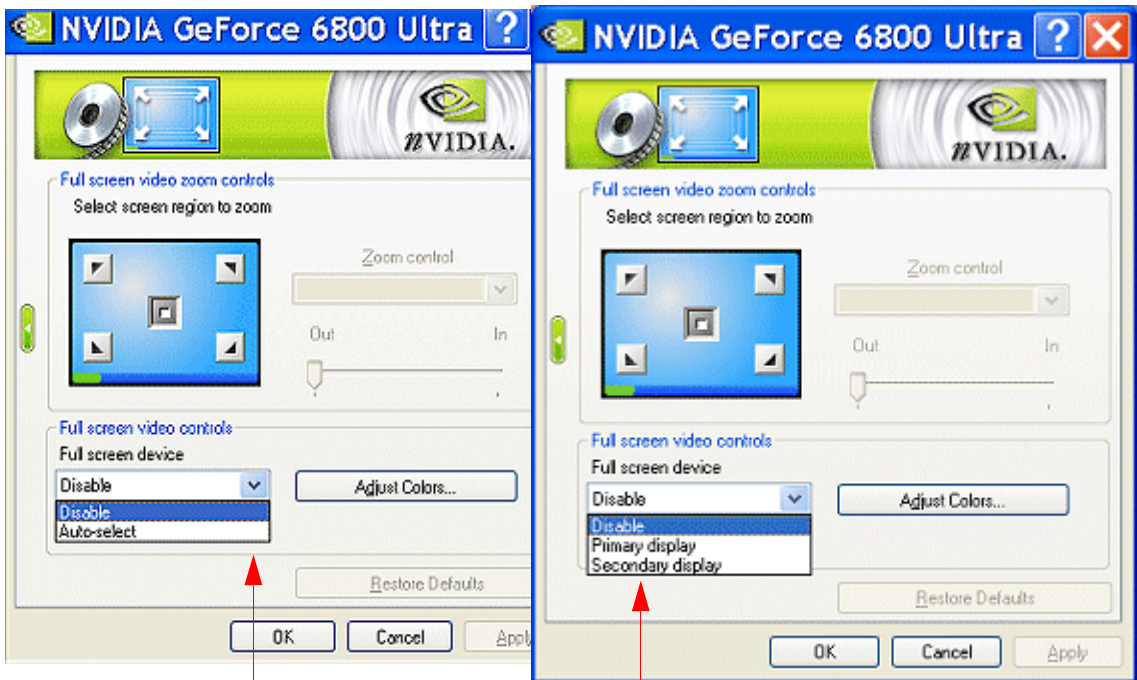 NVIDIA GeForce 6800 Ultra ?
nVIDIA.
Full screen video zoom controls
Select screen region to zoom
Zoom control
Out In
Full screen video controls
Full screen device
Disable
Adjust Colors...
Disable
Auto-select
Restore Defaults
OK Cancel Apply
NVIDIA GeForce 6800 Ultra ?
nVIDIA.
Full screen video zoom controls
Select screen region to zoom
Zoom control
Out In
Full screen video controls
Full screen device
Disable
Adjust Colors...
Disable
Primary display
Secondary display
Restore Defaults
OK Cancel Apply